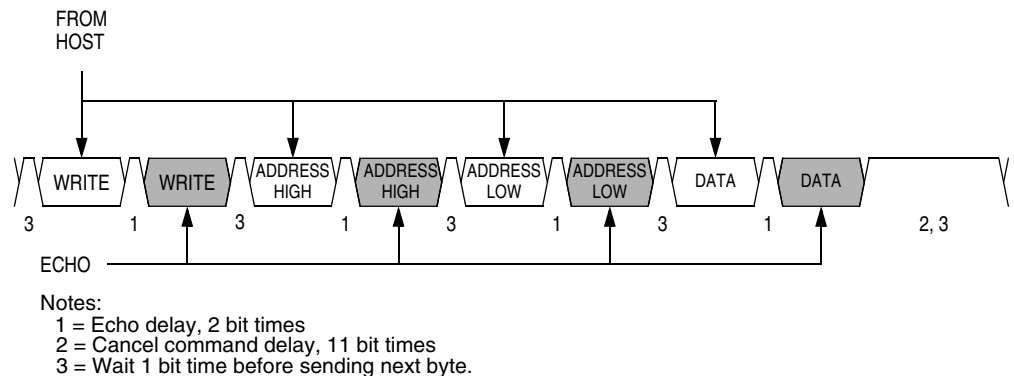 FROM
HOST
WRITE WRITE ADDRESS HIGH ADDRESS HIGH ADDRESS LOW ADDRESS LOW DATA DATA
3 1 3 1 3 1 3 1 2, 3
ECHO
Notes:
1 = Echo delay, 2 bit times
2 = Cancel command delay, 11 bit times
3 = Wait 1 bit time before sending next byte.